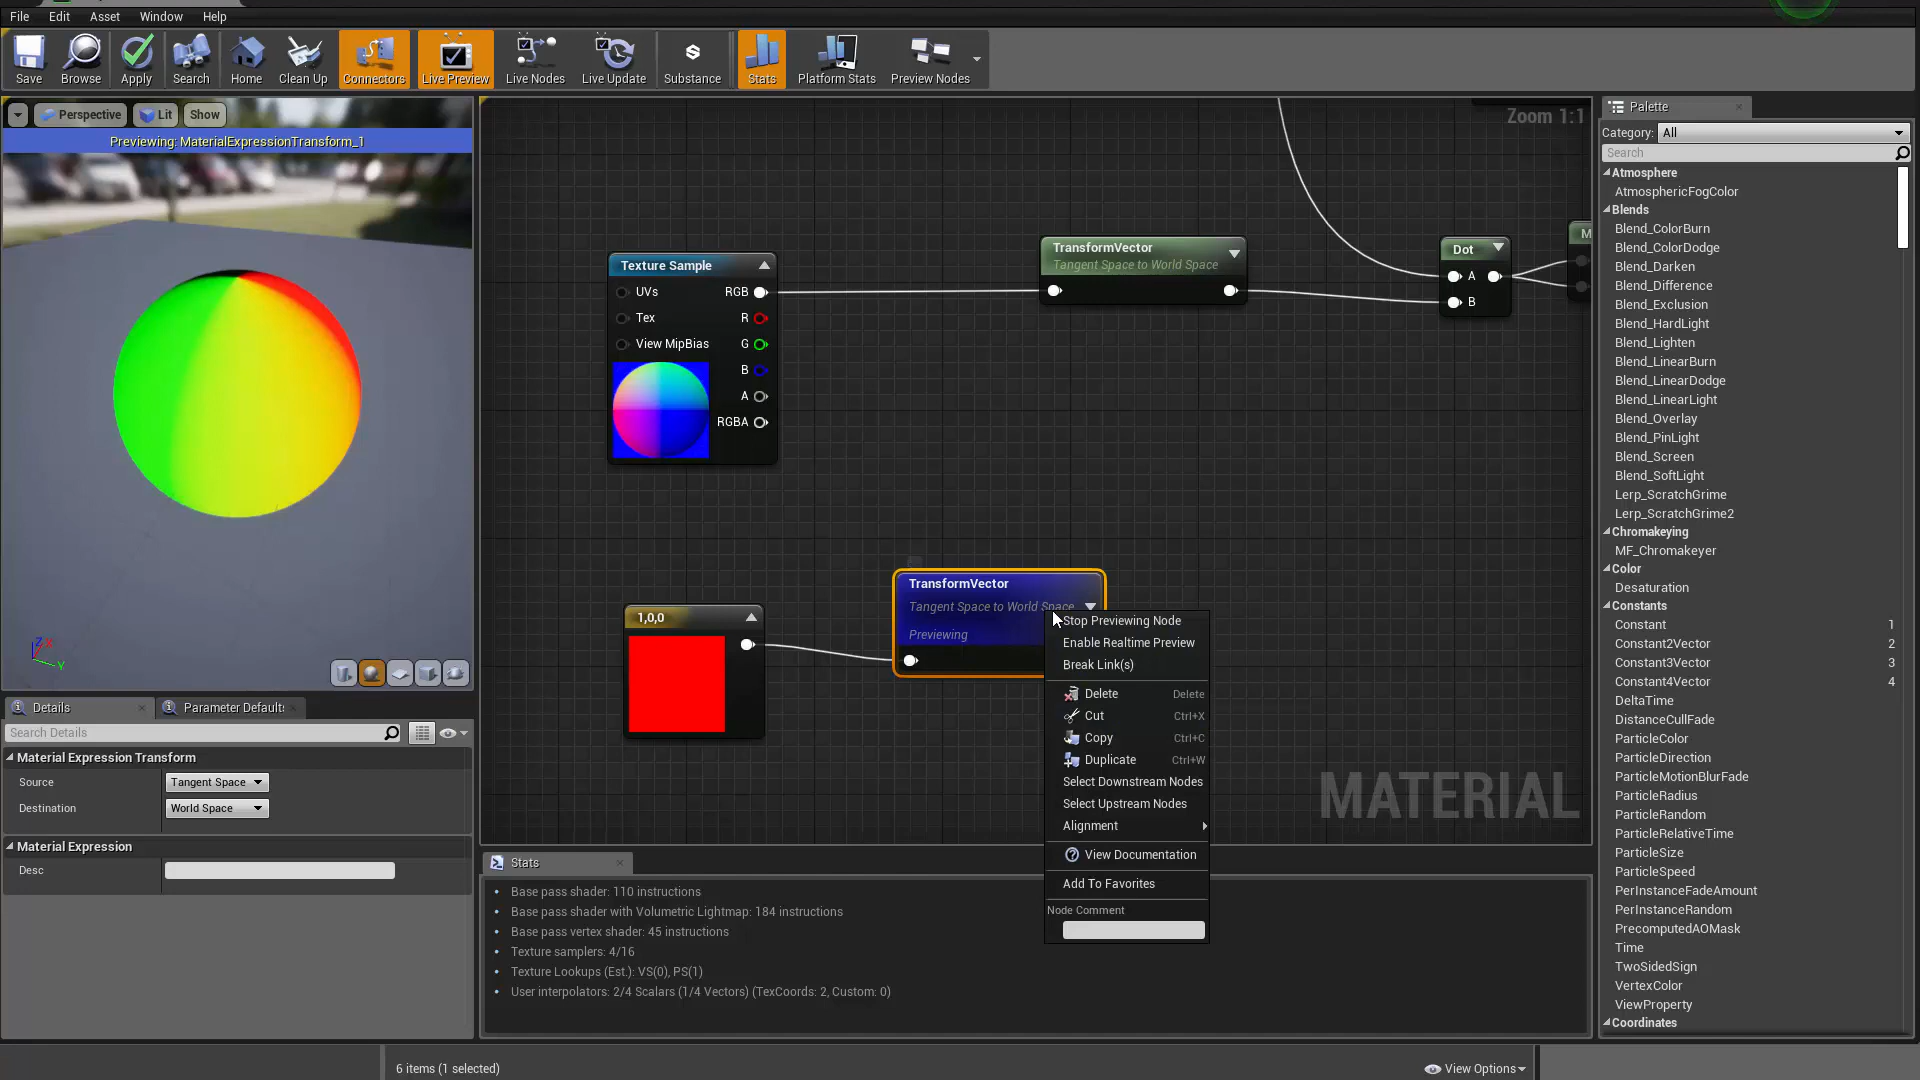 File Edit Asset Window Help
Save Browse Apply Search Home Clean Up Connectors Live Preview Live Nodes Live Update Substance Stats Platform Stats Preview Nodes
Perspective Lit Show
Previewing: MaterialExpressionTransform_1
Zoom 1:1
Texture Sample
UVs RGB
Tex R
View MipBias G
B
A
RGBA
TransformVector
Tangent Space to World Space
Dot
A
B
M
1,0,0
TransformVector
Tangent Space to World Space
Previewing
Stop Previewing Node
Enable Realtime Preview
Break Link(s)
Delete Delete
Cut Ctrl+X
Copy Ctrl+C
Duplicate Ctrl+W
Select Downstream Nodes
Select Upstream Nodes
Alignment
View Documentation
Add To Favorites
Node Comment
MATERIAL
Z X
Y
Details Parameter Defaults
Search Details
Material Expression Transform
Source Tangent Space
Destination World Space
Material Expression
Desc
Stats
Base pass shader: 110 instructions
Base pass shader with Volumetric Lightmap: 184 instructions
Base pass vertex shader: 45 instructions
Texture samplers: 4/16
Texture Lookups (Est.): VS(0), PS(1)
User interpolators: 2/4 Scalars (1/4 Vectors) (TexCoords: 2, Custom: 0)
Palette
Category: All
Search
Atmosphere
AtmosphericFogColor
Blends
Blend_ColorBurn
Blend_ColorDodge
Blend_Darken
Blend_Difference
Blend_Exclusion
Blend_HardLight
Blend_Lighten
Blend_LinearBurn
Blend_LinearDodge
Blend_LinearLight
Blend_Overlay
Blend_PinLight
Blend_Screen
Blend_SoftLight
Lerp_ScratchGrime
Lerp_ScratchGrime2
Chromakeying
MF_Chromakeyer
Color
Desaturation
Constants
Constant 1
Constant2Vector 2
Constant3Vector 3
Constant4Vector 4
DeltaTime
DistanceCullFade
ParticleColor
ParticleDirection
ParticleMotionBlurFade
ParticleRadius
ParticleRandom
ParticleRelativeTime
ParticleSize
ParticleSpeed
PerInstanceFadeAmount
PerInstanceRandom
PrecomputedAOMask
Time
TwoSidedSign
VertexColor
ViewProperty
Coordinates
6 items (1 selected)
View Options